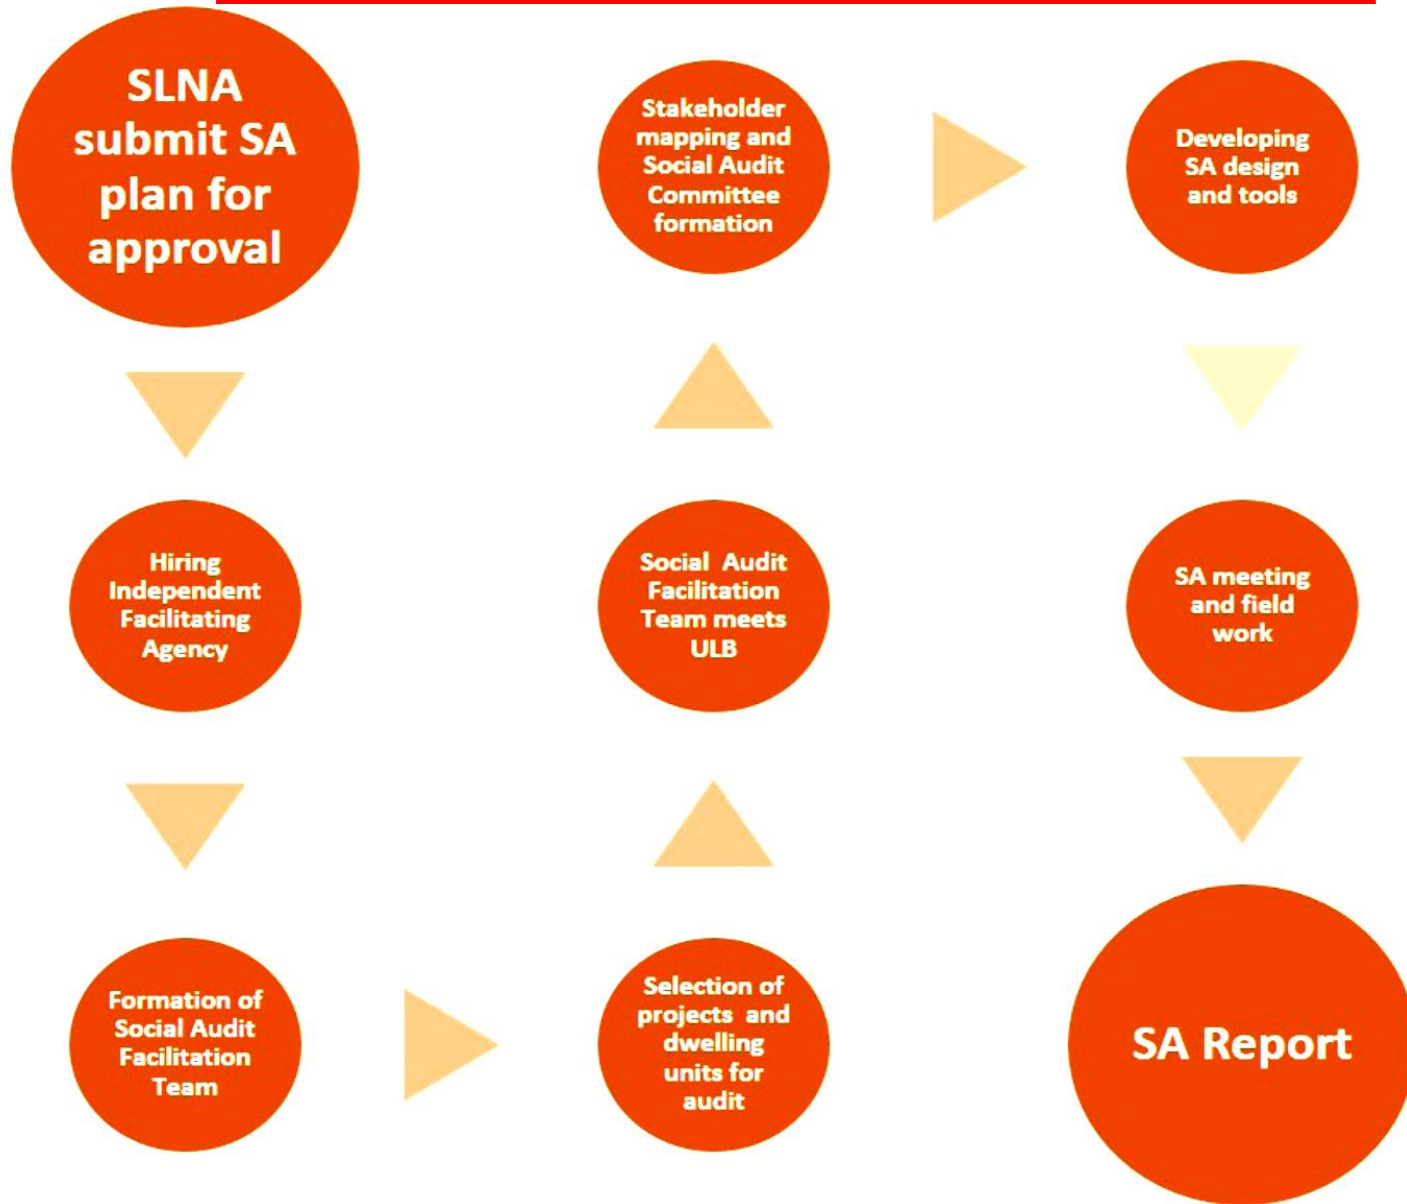 SLNA
submit SA
plan for
approval
Hiring
Independent
Facilitating
Agency
Formation of
Social Audit
Facilitation
Team
Selection of
projects and
dwelling
units for
audit
Social Audit
Facilitation
Team meets
ULB
Stakeholder
mapping and
Social Audit
Committee
formation
Developing
SA design
and tools
SA meeting
and field
work
SA Report